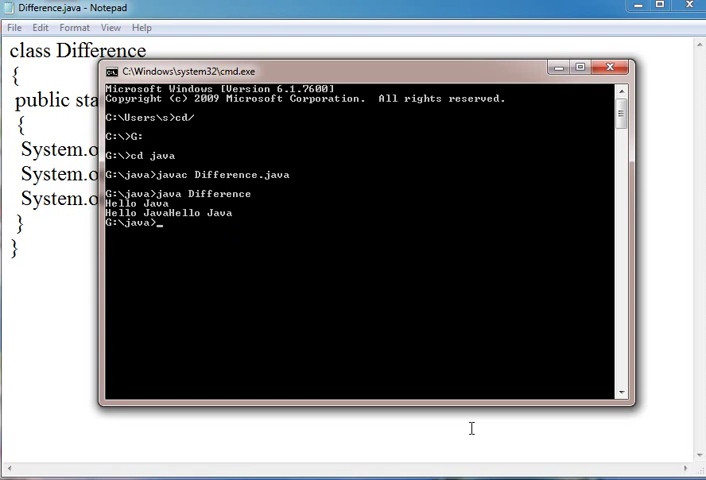 Difference.java - Notepad
File Edit Format View Help
class Difference
{
public sta
{
System.o
System.o
System.o
}
}
C:\Windows\system32\cmd.exe
Microsoft Windows [Version 6.1.7600]
Copyright (c) 2009 Microsoft Corporation. All rights reserved.
C:\Users\s>cd/
C:\>G:
G:\>cd java
G:\java>javac Difference.java
G:\java>java Difference
Hello Java
Hello JavaHello Java
G:\java>_